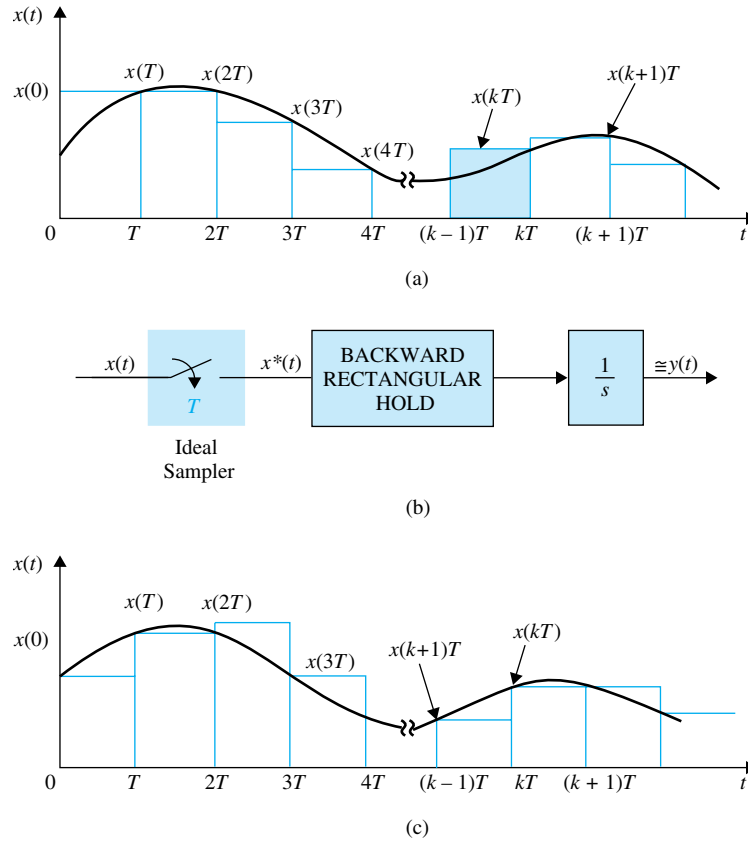 x(t)
x(T) x(2T) x(k+1)T
x(0) x(kT)
x(3T)
x(4T)
0 T 2T 3T 4T (k – 1)T kT (k + 1)T t
(a)
x(t) x*(t) BACKWARD RECTANGULAR HOLD 1/s ≅y(t)
T
Ideal
Sampler
(b)
x(t)
x(T) x(2T)
x(0) x(k+1)T x(kT)
x(3T)
0 T 2T 3T 4T (k – 1)T kT (k + 1)T t
(c)